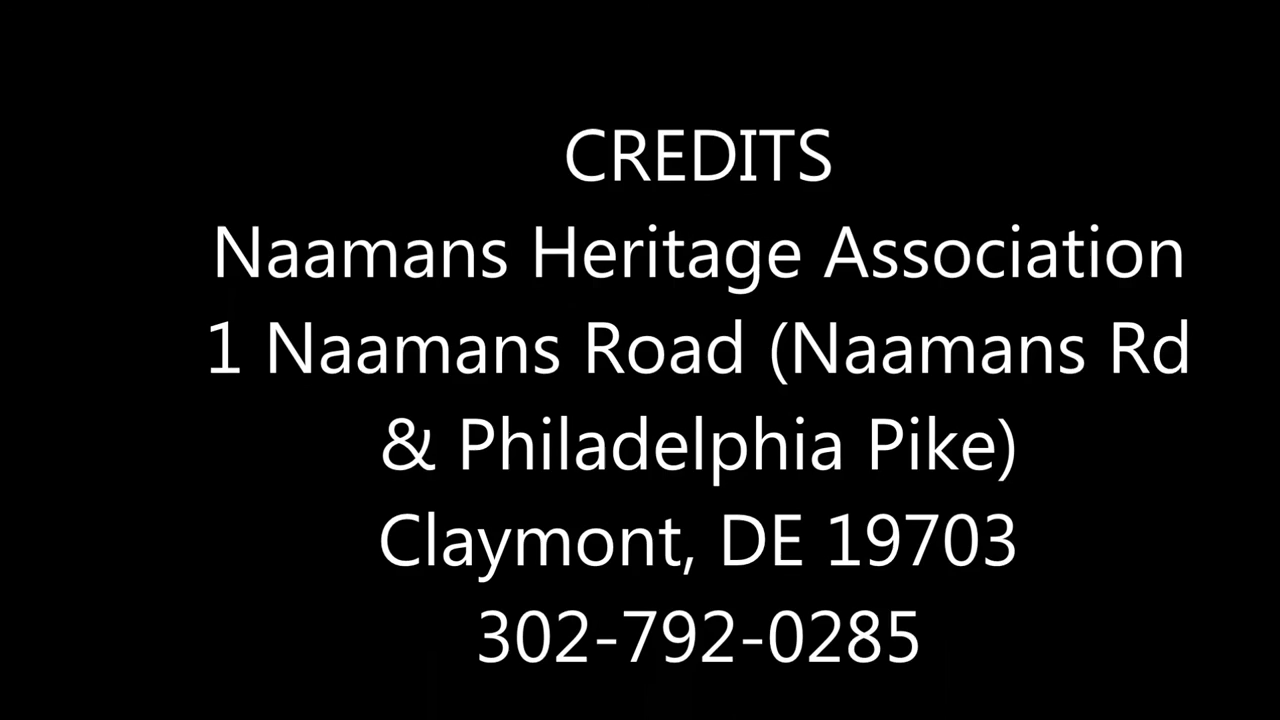 CREDITS
Naamans Heritage Association
1 Naamans Road (Naamans Rd
& Philadelphia Pike)
Claymont, DE 19703
302-792-0285